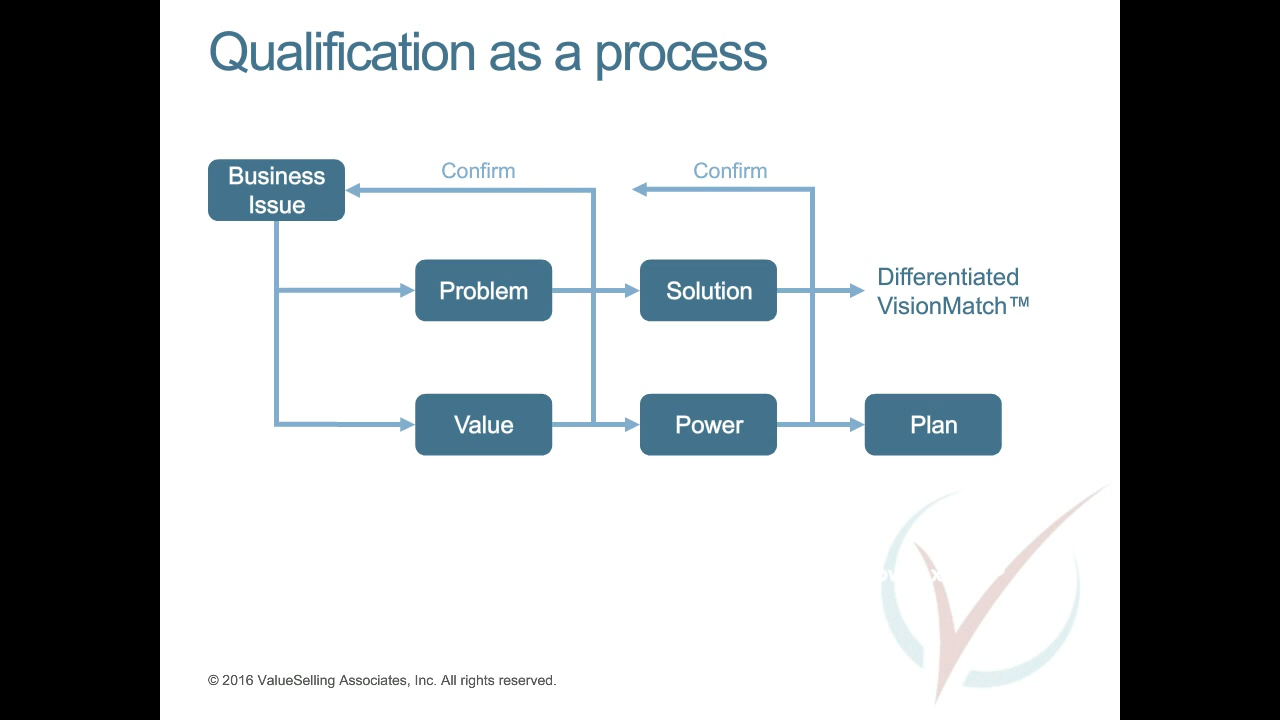 Qualification as a process
Business
Issue
Confirm
Confirm
Problem
Solution
Differentiated
VisionMatch™
Value
Power
Plan
© 2016 ValueSelling Associates, Inc. All rights reserved.